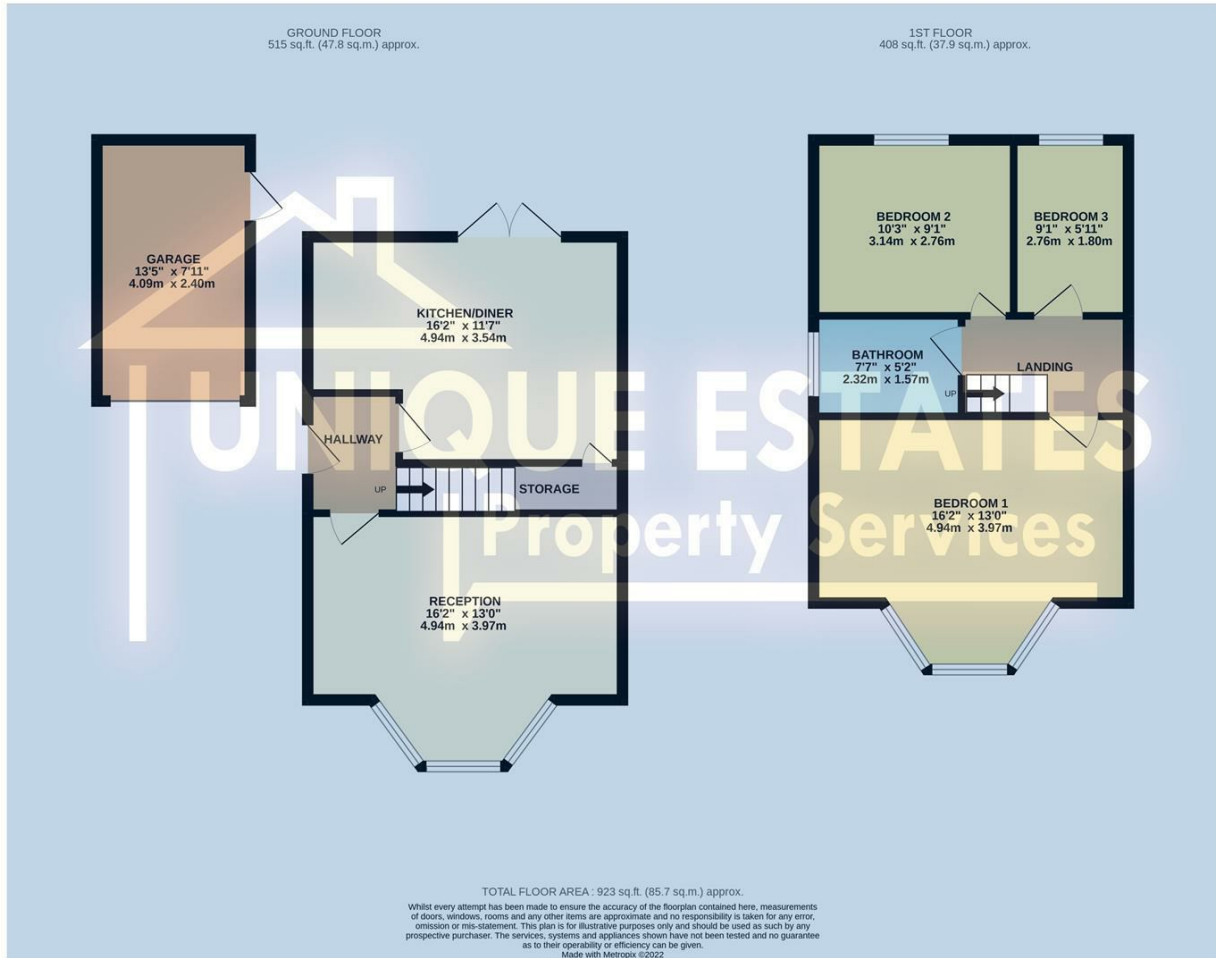 GROUND FLOOR
515 sq.ft. (47.8 sq.m.) approx.
1ST FLOOR
408 sq.ft. (37.9 sq.m.) approx.
GARAGE
13'5" x 7'11"
4.09m x 2.40m
KITCHEN/DINER
16'2" x 11'7"
4.94m x 3.54m
HALLWAY
UP
STORAGE
RECEPTION
16'2" x 13'0"
4.94m x 3.97m
BEDROOM 2
10'3" x 9'1"
3.14m x 2.76m
BEDROOM 3
9'1" x 5'11"
2.76m x 1.80m
BATHROOM
7'7" x 5'2"
2.32m x 1.57m
LANDING
UP
BEDROOM 1
16'2" x 13'0"
4.94m x 3.97m
UNIQUE ESTATES
Property Services
TOTAL FLOOR AREA : 923 sq.ft. (85.7 sq.m.) approx.
Whilst every attempt has been made to ensure the accuracy of the floorplan contained here, measurements
of doors, windows, rooms and any other items are approximate and no responsibility is taken for any error,
omission or mis-statement. This plan is for illustrative purposes only and should be used as such by any
prospective purchaser. The services, systems and appliances shown have not been tested and no guarantee
as to their operability or efficiency can be given.
Made with Metropix ©2022